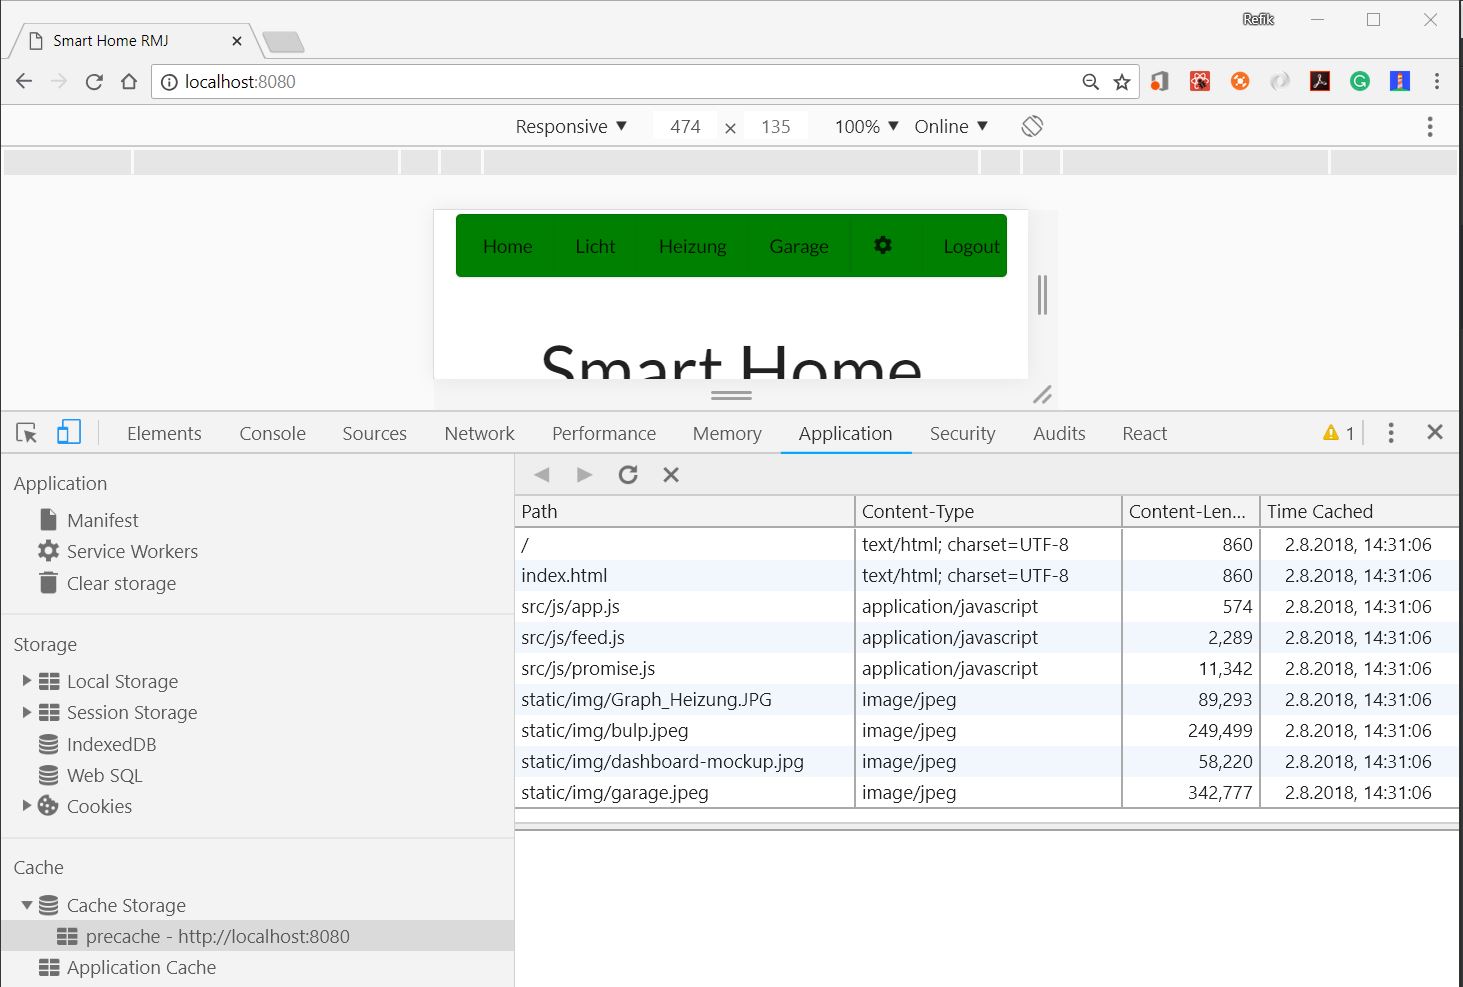 Refik
Smart Home RMJ
localhost:8080
Responsive 474 × 135 100% Online
Home Licht Heizung Garage Logout
Smart Home
Elements Console Sources Network Performance Memory Application Security Audits React 1
Application
Manifest
Service Workers
Clear storage
Storage
Local Storage
Session Storage
IndexedDB
Web SQL
Cookies
Cache
Cache Storage
precache - http://localhost:8080
Application Cache
Path Content-Type Content-Len... Time Cached
/ text/html; charset=UTF-8 860 2.8.2018, 14:31:06
index.html text/html; charset=UTF-8 860 2.8.2018, 14:31:06
src/js/app.js application/javascript 574 2.8.2018, 14:31:06
src/js/feed.js application/javascript 2,289 2.8.2018, 14:31:06
src/js/promise.js application/javascript 11,342 2.8.2018, 14:31:06
static/img/Graph_Heizung.JPG image/jpeg 89,293 2.8.2018, 14:31:06
static/img/bulp.jpeg image/jpeg 249,499 2.8.2018, 14:31:06
static/img/dashboard-mockup.jpg image/jpeg 58,220 2.8.2018, 14:31:06
static/img/garage.jpeg image/jpeg 342,777 2.8.2018, 14:31:06